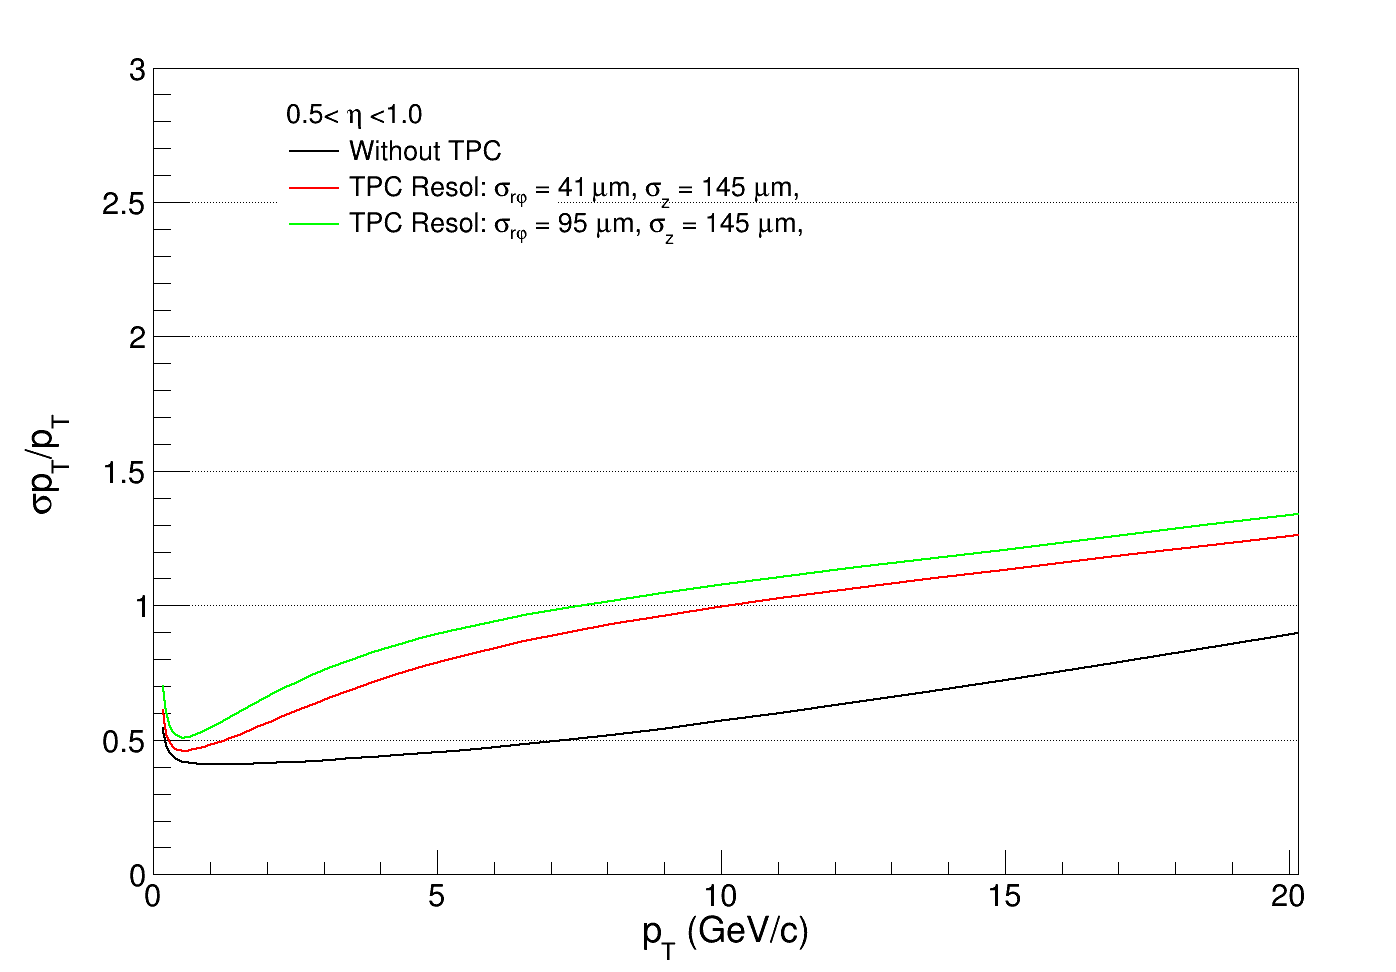 3
2.5
2
1.5
1
0.5
0
0.5< η <1.0
Without TPC
TPC Resol: σrφ = 41 μm, σz = 145 μm,
TPC Resol: σrφ = 95 μm, σz = 145 μm,
σpT/pT
0 5 10 15 20
pT (GeV/c)